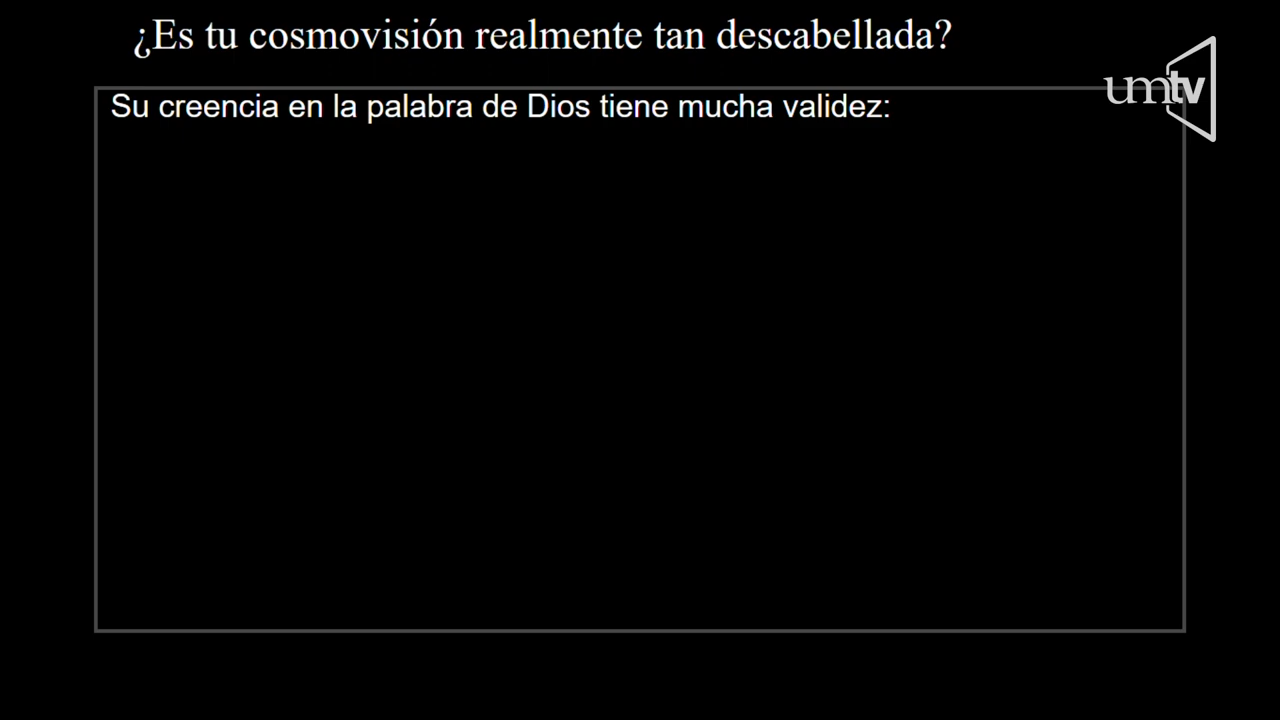 ¿Es tu cosmovisión realmente tan descabellada?
umtv
Su creencia en la palabra de Dios tiene mucha validez: